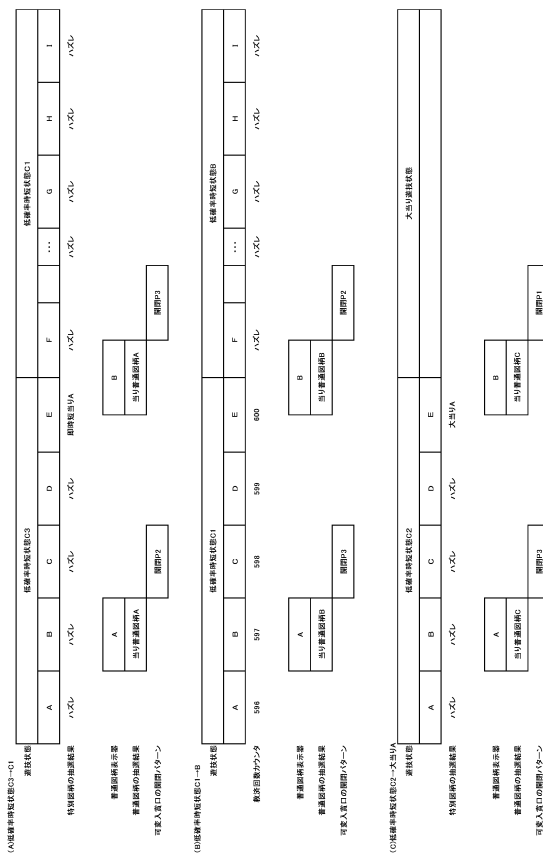 (A)低確率時短状態C3→C1
遊技状態 低確率時短状態C3 低確率時短状態C1
A B C D E F ・・・ G H I
特別図柄の抽選結果 ハズレ ハズレ ハズレ ハズレ 即時短当りA ハズレ ハズレ ハズレ ハズレ ハズレ
普通図柄表示器 A B
普通図柄の抽選結果 当り普通図柄A 当り普通図柄A
可変入賞口の開閉パターン 開閉P2 開閉P3
(B)低確率時短状態C1→B
遊技状態 低確率時短状態C1 低確率時短状態B
A B C D E F ・・・ G H I
救済回数カウンタ 596 597 598 599 600 ハズレ ハズレ ハズレ ハズレ ハズレ
普通図柄表示器 A B
普通図柄の抽選結果 当り普通図柄B 当り普通図柄B
可変入賞口の開閉パターン 開閉P3 開閉P2
(C)低確率時短状態C2→大当りA
遊技状態 低確率時短状態C2 大当り遊技状態
A B C D E
特別図柄の抽選結果 ハズレ ハズレ ハズレ ハズレ 大当りA
普通図柄表示器 A B
普通図柄の抽選結果 当り普通図柄C 当り普通図柄C
可変入賞口の開閉パターン 開閉P3 開閉P1